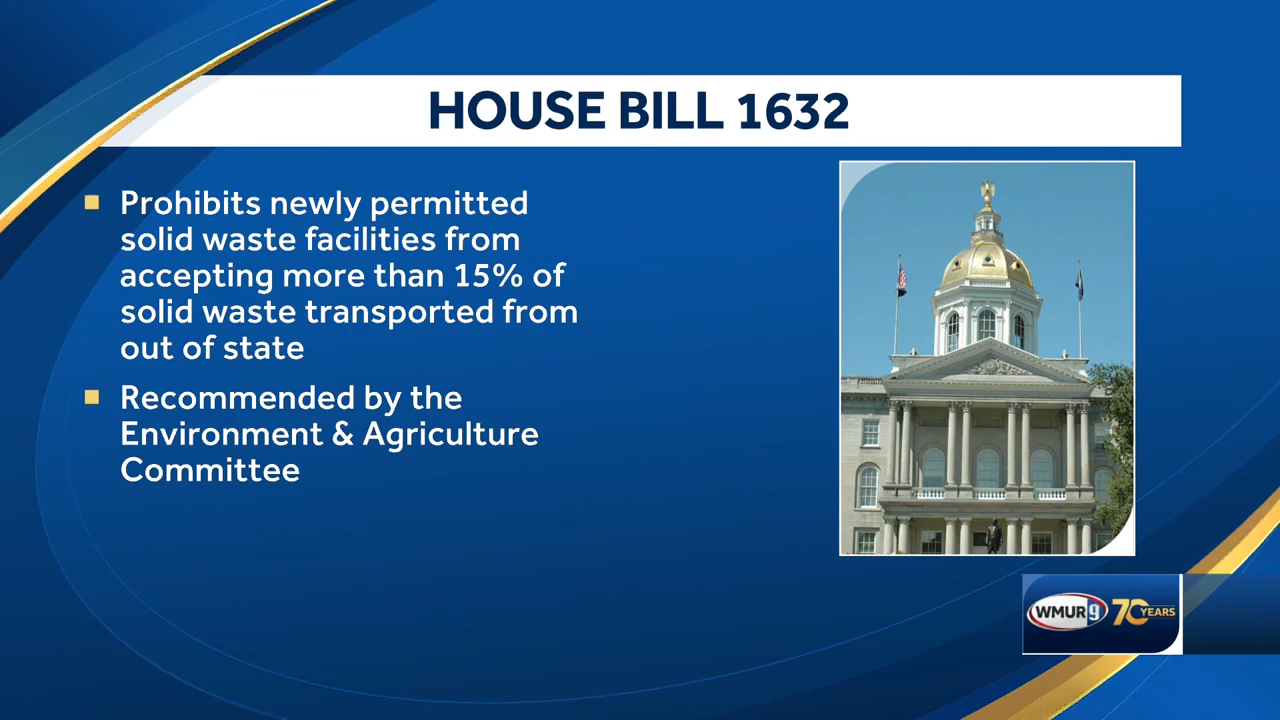 HOUSE BILL 1632
Prohibits newly permitted
solid waste facilities from
accepting more than 15% of
solid waste transported from
out of state
Recommended by the
Environment & Agriculture
Committee
WMUR 9 70 YEARS